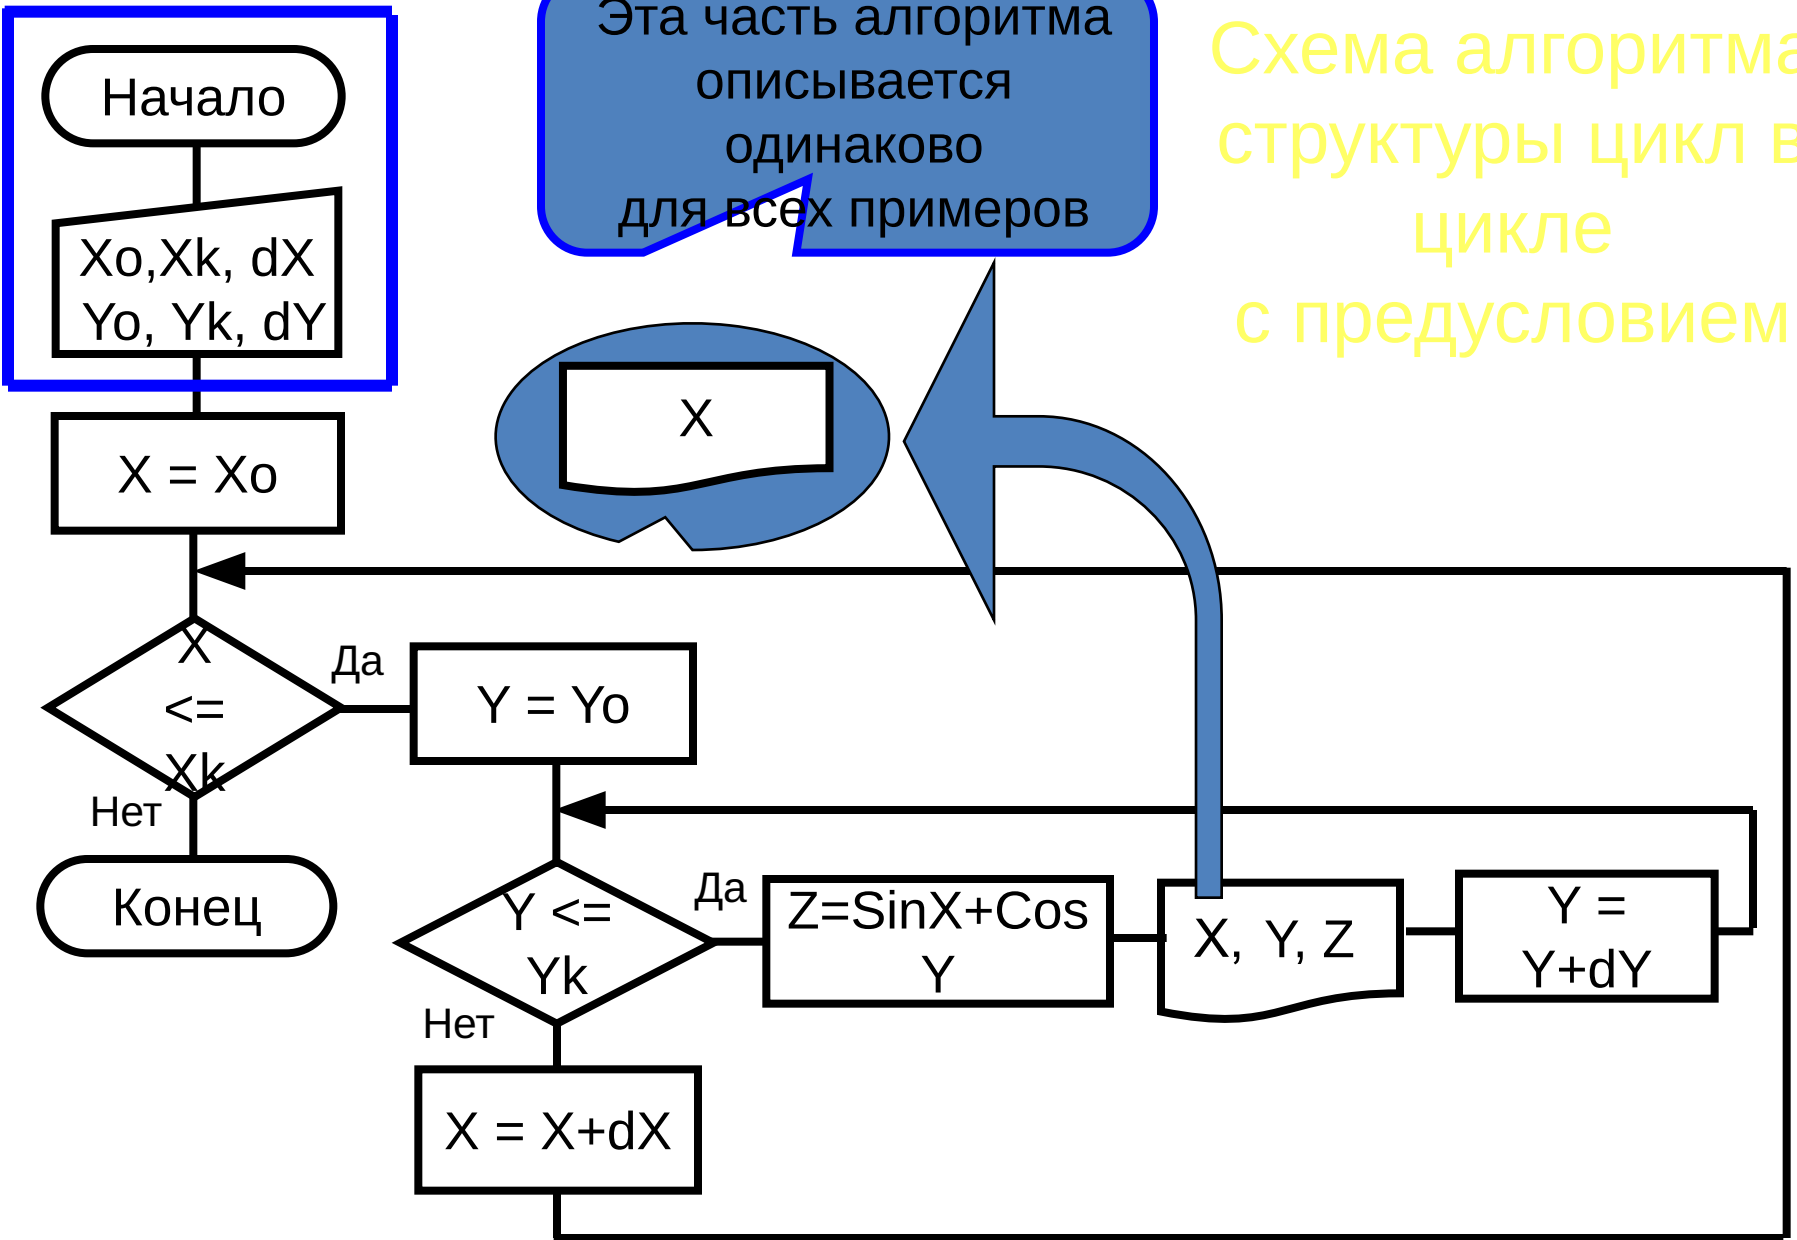 Эта часть алгоритма
описывается
одинаково
для всех примеров
Схема алгоритма
структуры цикл в
цикле
с предусловием
Начало
Xo,Xk, dX
Yo, Yk, dY
X = Xo
X
X
<=
Xk
Да
Нет
Y = Yo
Конец
Y <=
Yk
Да
Нет
Z=SinX+Cos
Y
X, Y, Z
Y =
Y+dY
X = X+dX